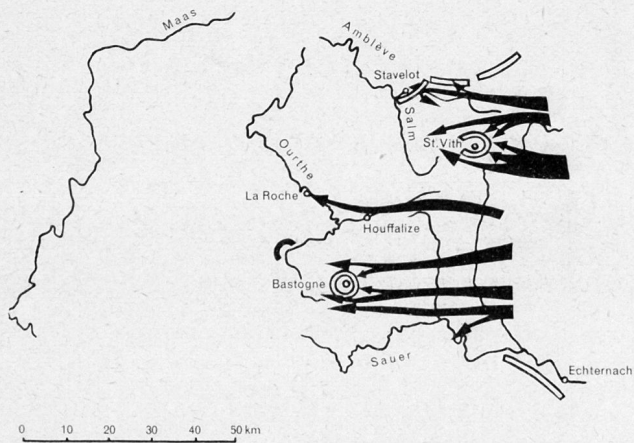 Maas
Amblève
Stavelot
Salm
St. Vith
Ourthe
La Roche
Houffalize
Bastogne
Sauer
Echternach
0 10 20 30 40 50 km